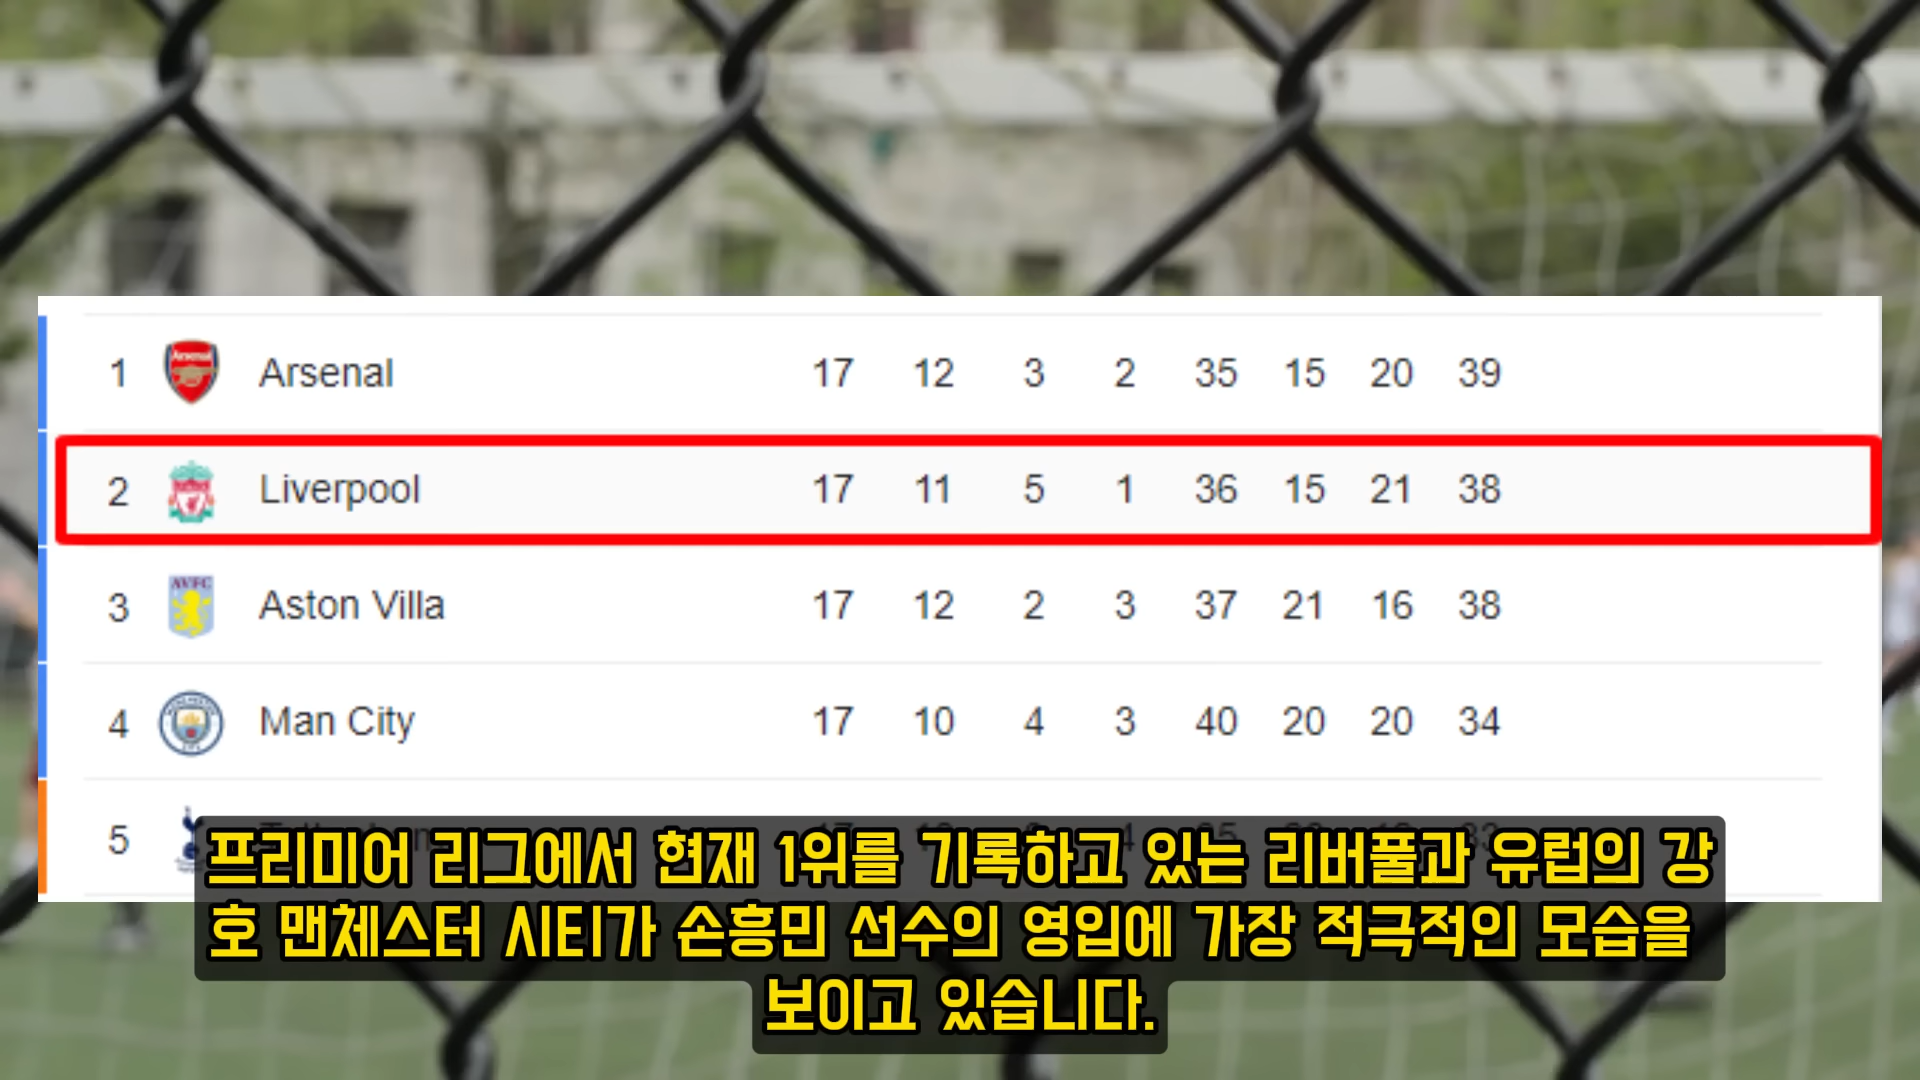 1 Arsenal 17 12 3 2 35 15 20 39
2 Liverpool 17 11 5 1 36 15 21 38
3 AVFC Aston Villa 17 12 2 3 37 21 16 38
4 Man City 17 10 4 3 40 20 20 34
5
프리미어 리그에서 현재 1위를 기록하고 있는 리버풀과 유럽의 강
호 맨체스터 시티가 손흥민 선수의 영입에 가장 적극적인 모습을
보이고 있습니다.